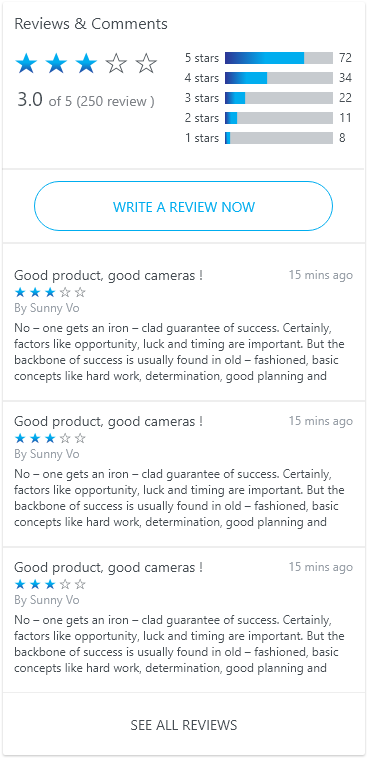 Reviews & Comments
5 stars 72
4 stars 34
3 stars 22
2 stars 11
1 stars 8
3.0 of 5 (250 review )
WRITE A REVIEW NOW
Good product, good cameras ! 15 mins ago
By Sunny Vo
No – one gets an iron – clad guarantee of success. Certainly,
factors like opportunity, luck and timing are important. But the
backbone of success is usually found in old – fashioned, basic
concepts like hard work, determination, good planning and
Good product, good cameras ! 15 mins ago
By Sunny Vo
No – one gets an iron – clad guarantee of success. Certainly,
factors like opportunity, luck and timing are important. But the
backbone of success is usually found in old – fashioned, basic
concepts like hard work, determination, good planning and
Good product, good cameras ! 15 mins ago
By Sunny Vo
No – one gets an iron – clad guarantee of success. Certainly,
factors like opportunity, luck and timing are important. But the
backbone of success is usually found in old – fashioned, basic
concepts like hard work, determination, good planning and
SEE ALL REVIEWS